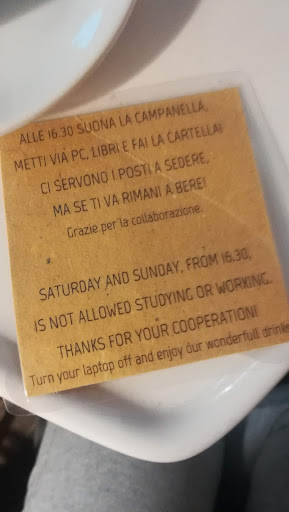 ALLE 16.30 SUONA LA CAMPANELLA,
METTI VIA PC, LIBRI E FAI LA CARTELLA!
CI SERVONO I POSTI A SEDERE,
MA SE TI VA RIMANI A BERE!
Grazie per la collaborazione.
SATURDAY AND SUNDAY, FROM 16.30,
IS NOT ALLOWED STUDYING OR WORKING.
THANKS FOR YOUR COOPERATION!
Turn your laptop off and enjoy our wonderfull drinks